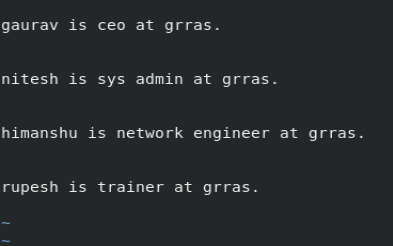 gaurav is ceo at grras.
nitesh is sys admin at grras.
himanshu is network engineer at grras.
rupesh is trainer at grras.
~
~